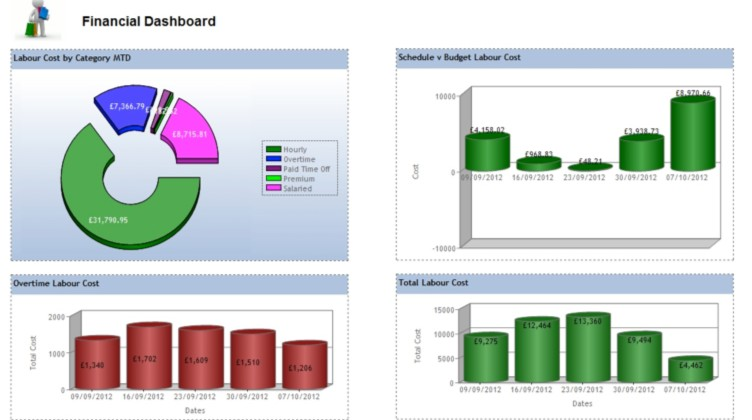 Financial Dashboard
Labour Cost by Category MTD
£7,366.79
£8,715.81
£31,790.95
Hourly
Overtime
Paid Time Off
Premium
Salaried
Schedule v Budget Labour Cost
Cost
10000
0
-10000
£4,158.02
£968.83
£48.21
£3,938.73
£8,970.66
09/09/2012 16/09/2012 23/09/2012 30/09/2012 07/10/2012
Overtime Labour Cost
Total Cost
2000
1000
0
£1,340 £1,702 £1,609 £1,510 £1,206
09/09/2012 16/09/2012 23/09/2012 30/09/2012 07/10/2012
Dates
Total Labour Cost
Total Cost
15000
10000
5000
0
£9,275 £12,464 £13,360 £9,494 £4,462
09/09/2012 16/09/2012 23/09/2012 30/09/2012 07/10/2012
Dates